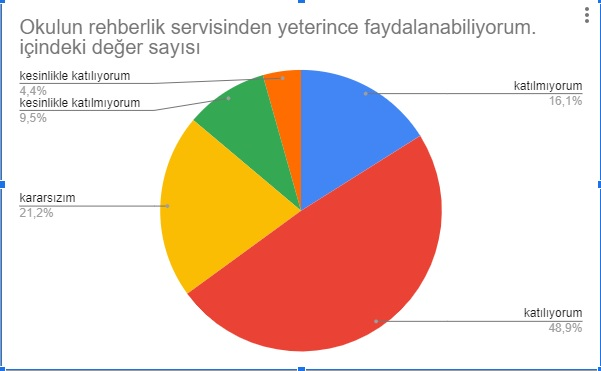 Okulun rehberlik servisinden yeterince faydalanabiliyorum.
içindeki değer sayısı
kesinlikle katılıyorum
4,4%
kesinlikle katılmıyorum
9,5%
kararsızım
21,2%
katılmıyorum
16,1%
katılıyorum
48,9%